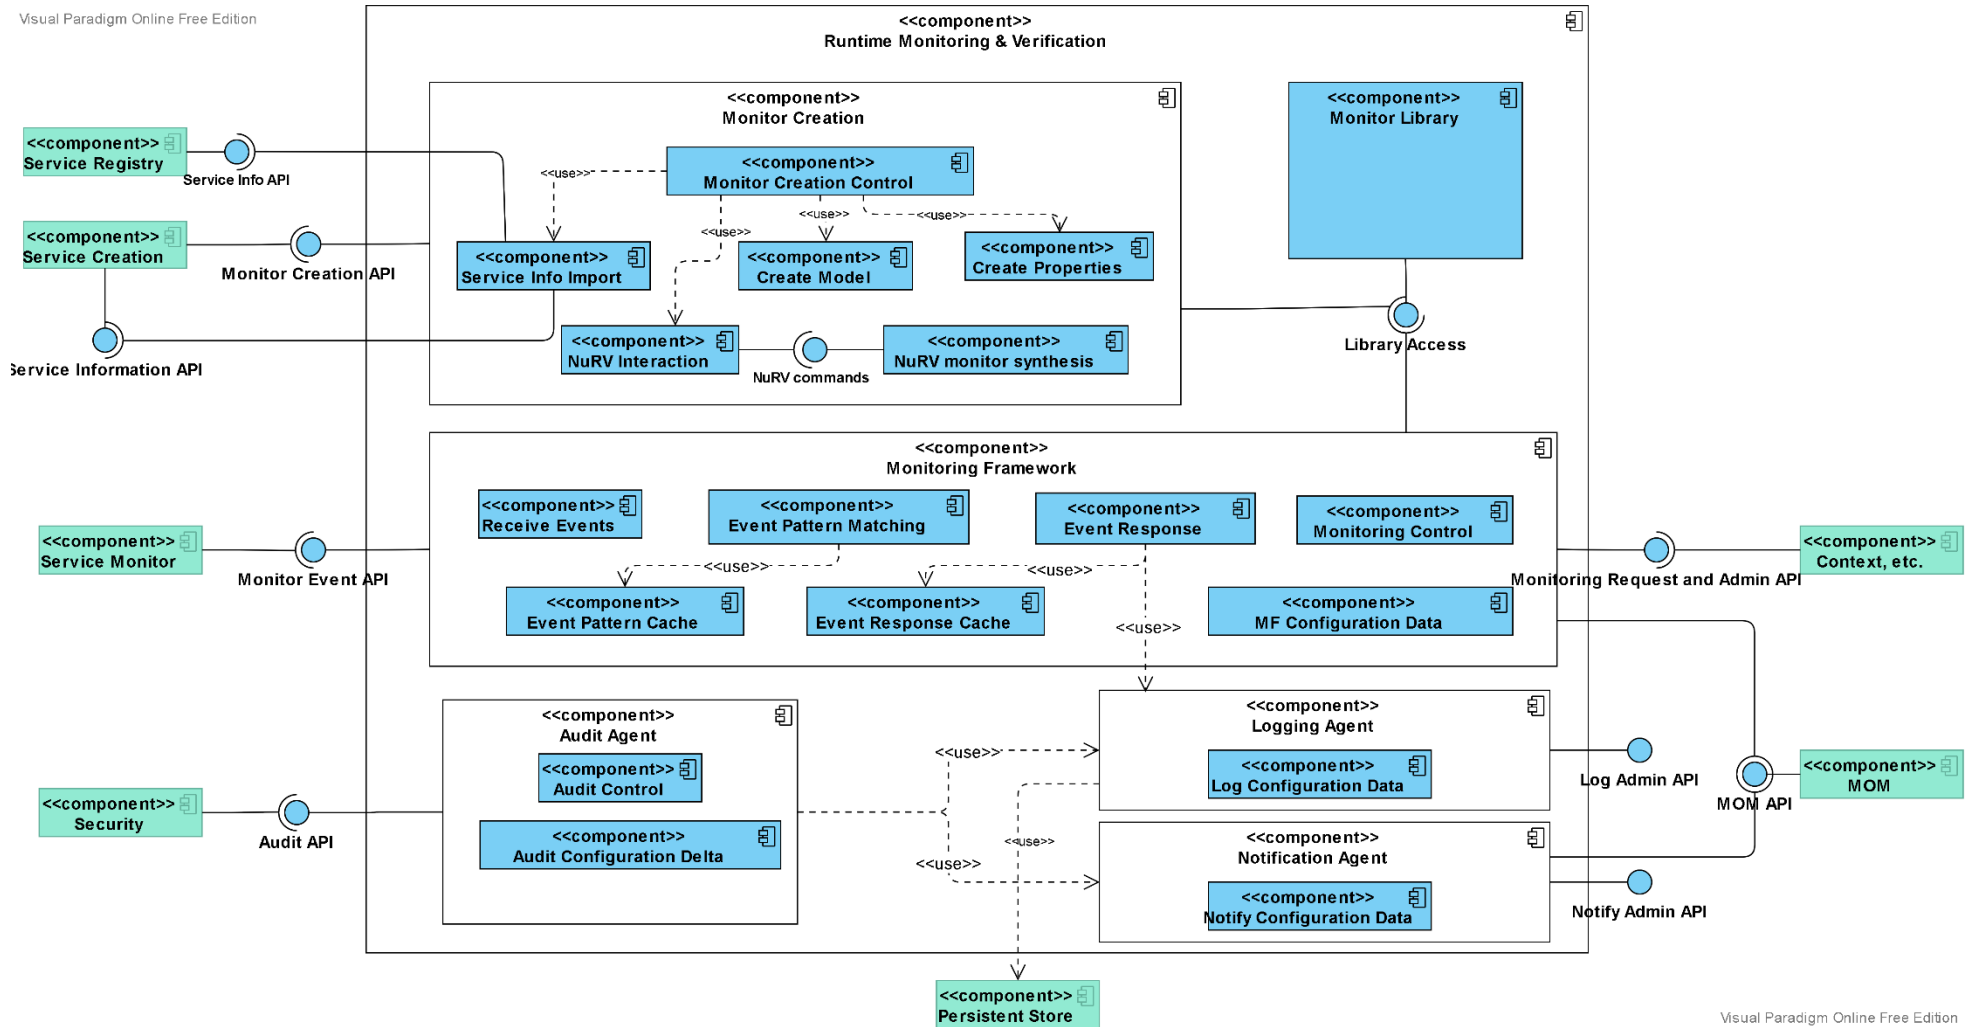 Visual Paradigm Online Free Edition
<<component>>
Runtime Monitoring & Verification
<<component>>
Monitor Creation
<<component>>
Monitor Library
<<component>>
Service Registry
Service Info API
<<component>>
Monitor Creation Control
<<use>>
<<use>>
<<use>>
<<use>>
<<component>>
Service Creation
Monitor Creation API
<<component>>
Service Info Import
<<component>>
Create Model
<<component>>
Create Properties
Service Information API
<<component>>
NuRV Interaction
NuRV commands
<<component>>
NuRV monitor synthesis
Library Access
<<component>>
Monitoring Framework
<<component>>
Receive Events
<<component>>
Event Pattern Matching
<<component>>
Event Response
<<component>>
Monitoring Control
<<component>>
Service Monitor
Monitor Event API
<<use>>
<<use>>
<<component>>
Context, etc.
Monitoring Request and Admin API
<<component>>
Event Pattern Cache
<<component>>
Event Response Cache
<<component>>
MF Configuration Data
<<use>>
<<component>>
Audit Agent
<<component>>
Audit Control
<<component>>
Audit Configuration Delta
<<component>>
Security
Audit API
<<use>>
<<use>>
<<use>>
<<component>>
Logging Agent
<<component>>
Log Configuration Data
Log Admin API
MOM API
<<component>>
MOM
<<component>>
Notification Agent
<<component>>
Notify Configuration Data
Notify Admin API
<<component>>
Persistent Store
Visual Paradigm Online Free Edition